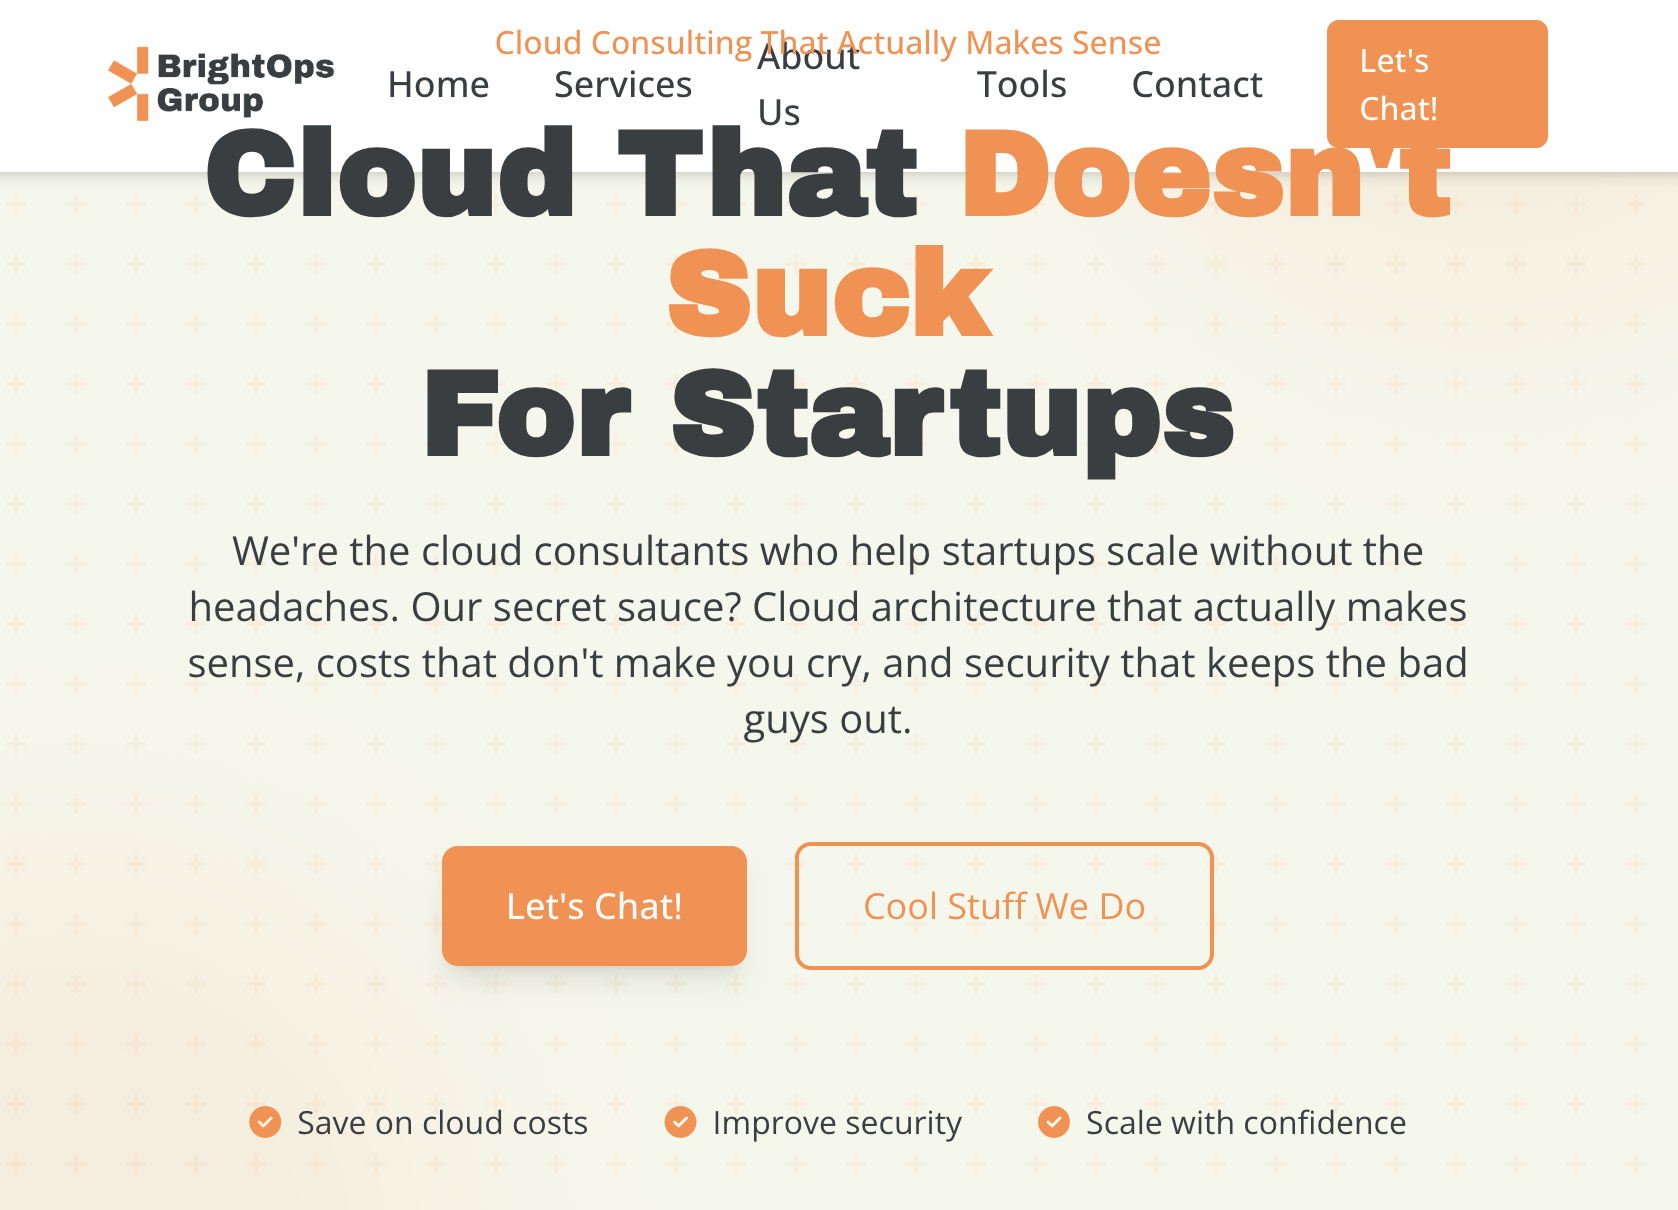 BrightOps
Group
Home
Services
About
Us
Tools
Contact
Let's
Chat!
Cloud Consulting That Actually Makes Sense
Cloud That Doesn't
Suck
For Startups
We're the cloud consultants who help startups scale without the
headaches. Our secret sauce? Cloud architecture that actually makes
sense, costs that don't make you cry, and security that keeps the bad
guys out.
Let's Chat!
Cool Stuff We Do
Save on cloud costs
Improve security
Scale with confidence